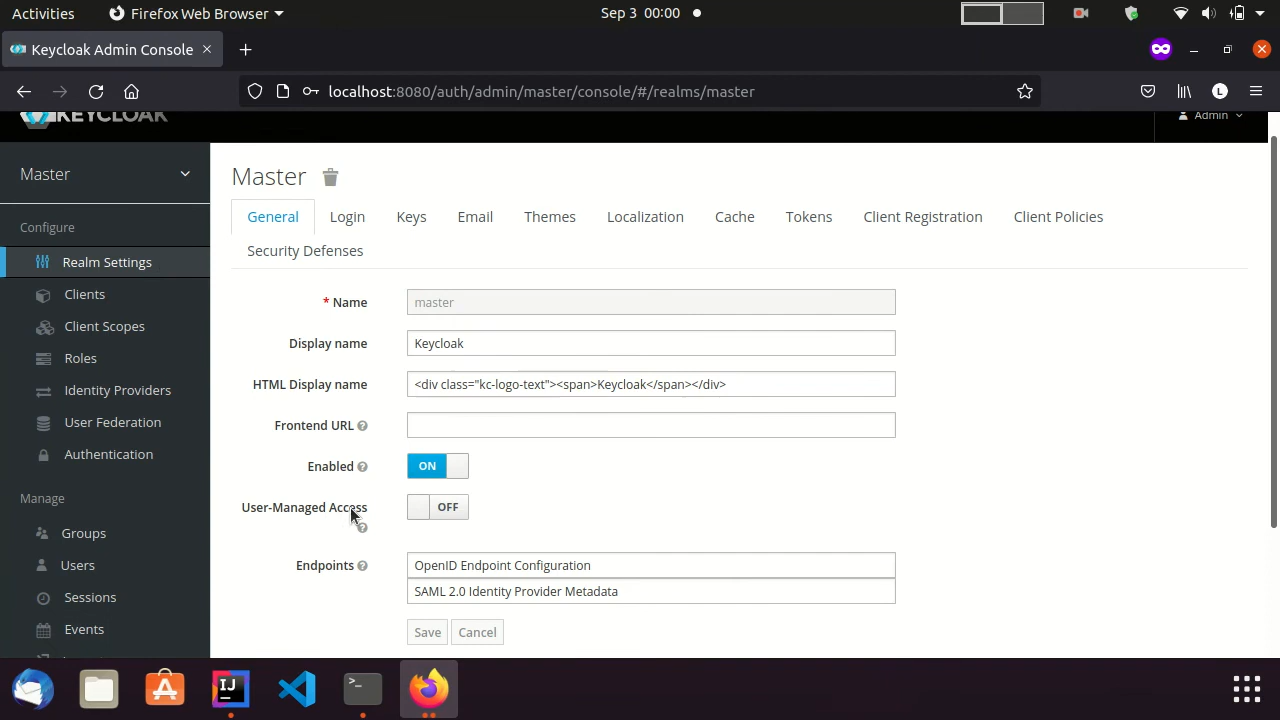 Activities Firefox Web Browser Sep 3 00:00
Keycloak Admin Console
localhost:8080/auth/admin/master/console/#/realms/master
KEYCLOAK Admin
Master
Master
General Login Keys Email Themes Localization Cache Tokens Client Registration Client Policies
Security Defenses
Configure
Realm Settings
Clients
Client Scopes
Roles
Identity Providers
User Federation
Authentication
Manage
Groups
Users
Sessions
Events
* Name master
Display name Keycloak
HTML Display name <div class="kc-logo-text"><span>Keycloak</span></div>
Frontend URL
Enabled ON
User-Managed Access OFF
Endpoints OpenID Endpoint Configuration
SAML 2.0 Identity Provider Metadata
Save Cancel